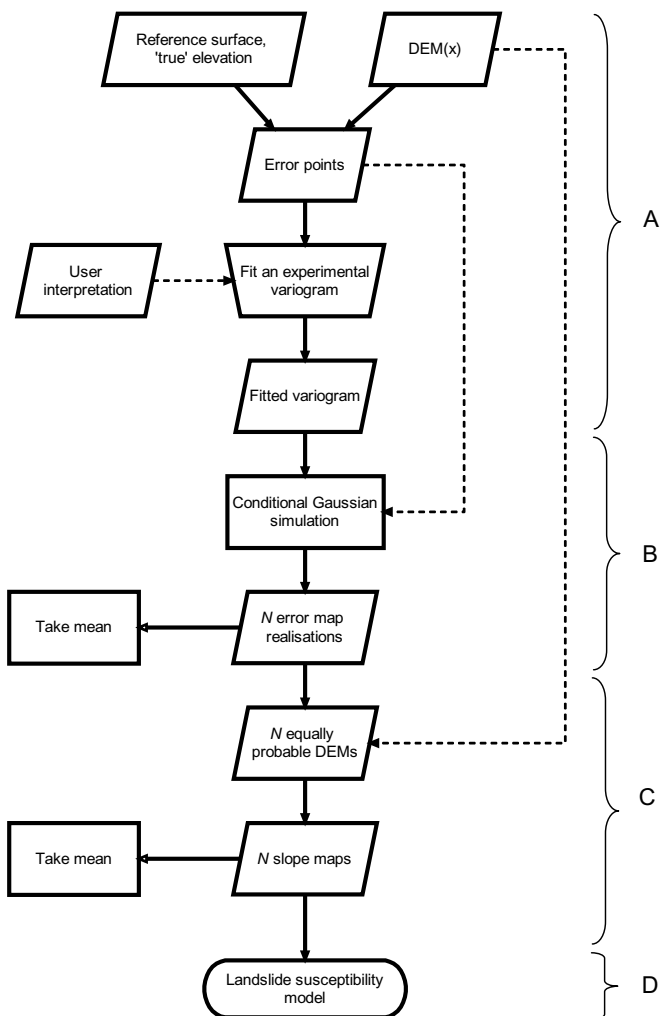 Reference surface,
'true' elevation
DEM(x)
Error points
A
User
interpretation
Fit an experimental
variogram
Fitted variogram
Conditional Gaussian
simulation
B
Take mean
N error map
realisations
N equally
probable DEMs
C
Take mean
N slope maps
Landslide susceptibility
model
D